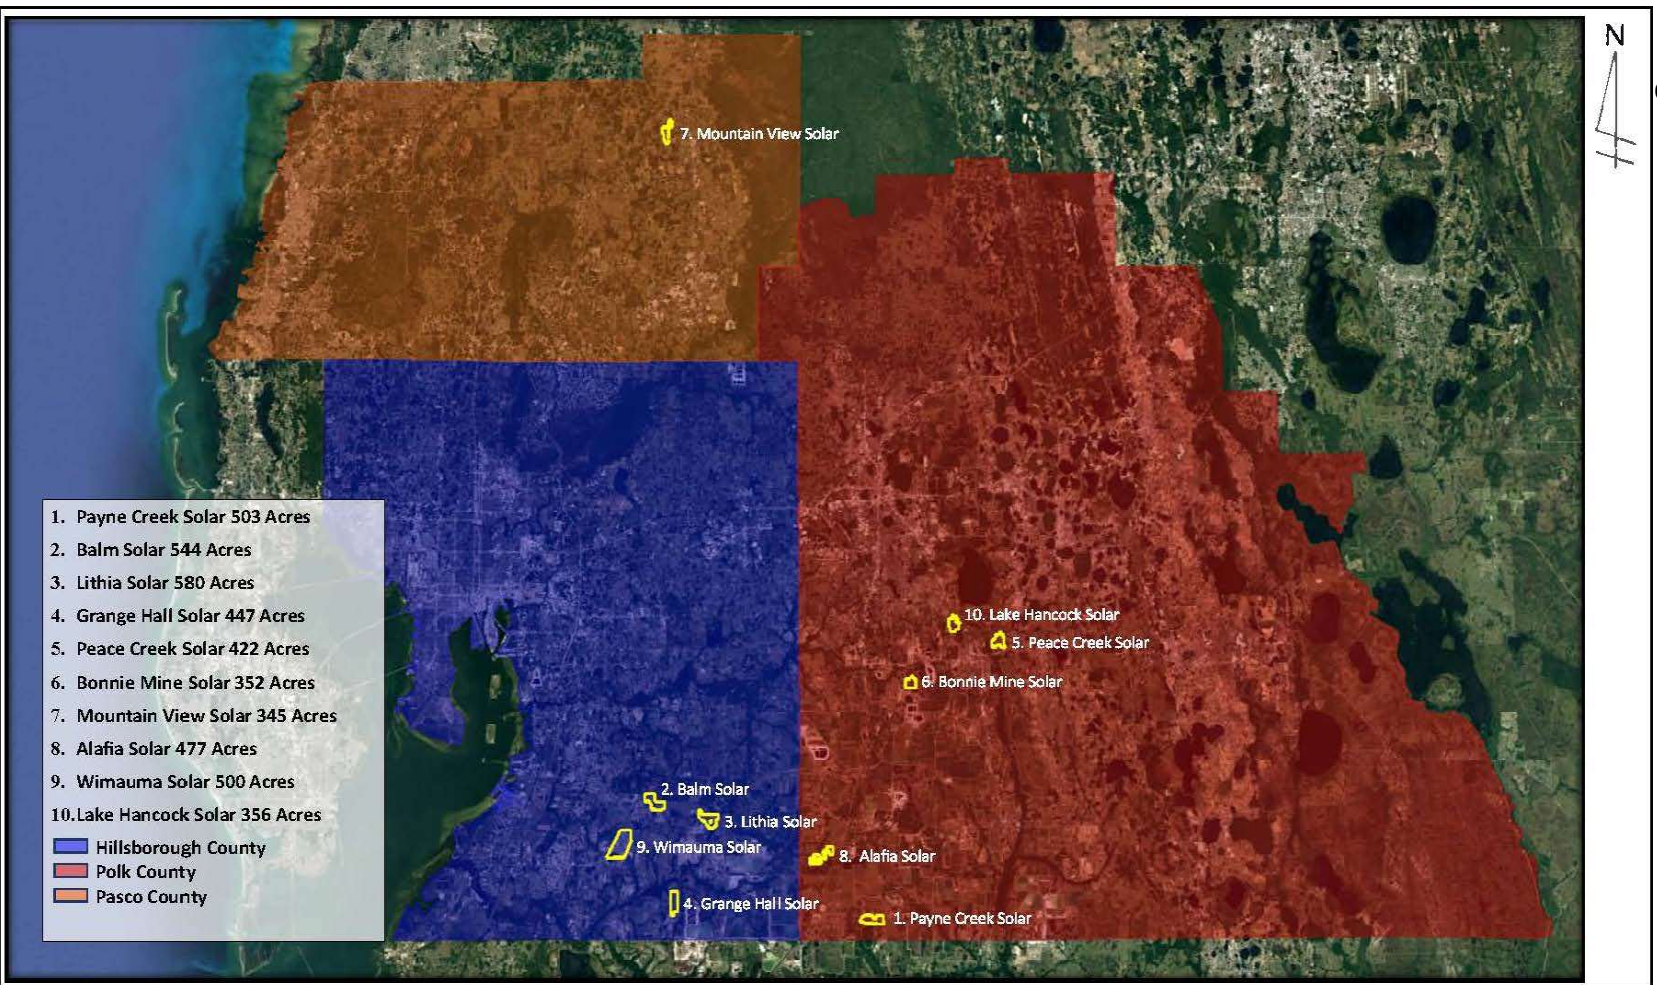 N
7. Mountain View Solar
10. Lake Hancock Solar
5. Peace Creek Solar
6. Bonnie Mine Solar
2. Balm Solar
3. Lithia Solar
9. Wimauma Solar
8. Alafia Solar
4. Grange Hall Solar
1. Payne Creek Solar
1. Payne Creek Solar 503 Acres
2. Balm Solar 544 Acres
3. Lithia Solar 580 Acres
4. Grange Hall Solar 447 Acres
5. Peace Creek Solar 422 Acres
6. Bonnie Mine Solar 352 Acres
7. Mountain View Solar 345 Acres
8. Alafia Solar 477 Acres
9. Wimauma Solar 500 Acres
10.Lake Hancock Solar 356 Acres
Hillsborough County
Polk County
Pasco County